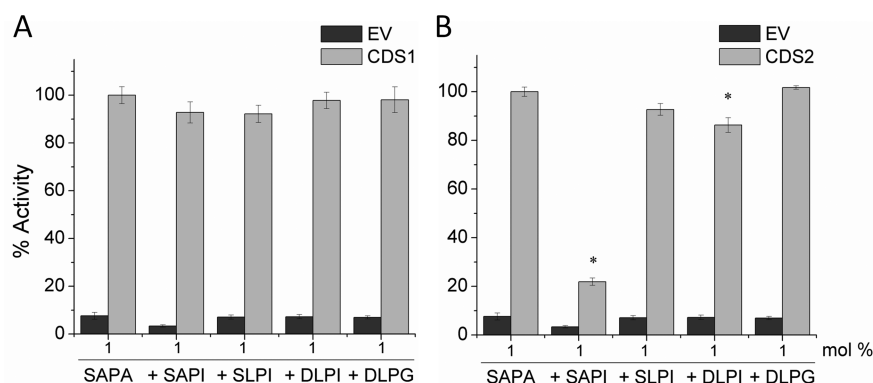 A
EV
CDS1
% Activity
100
80
60
40
20
0
1 1 1 1 1
SAPA + SAPI + SLPI + DLPI + DLPG
B
EV
CDS2
100
80
60
40
20
0
* *
1 1 1 1 1 mol %
SAPA + SAPI + SLPI + DLPI + DLPG